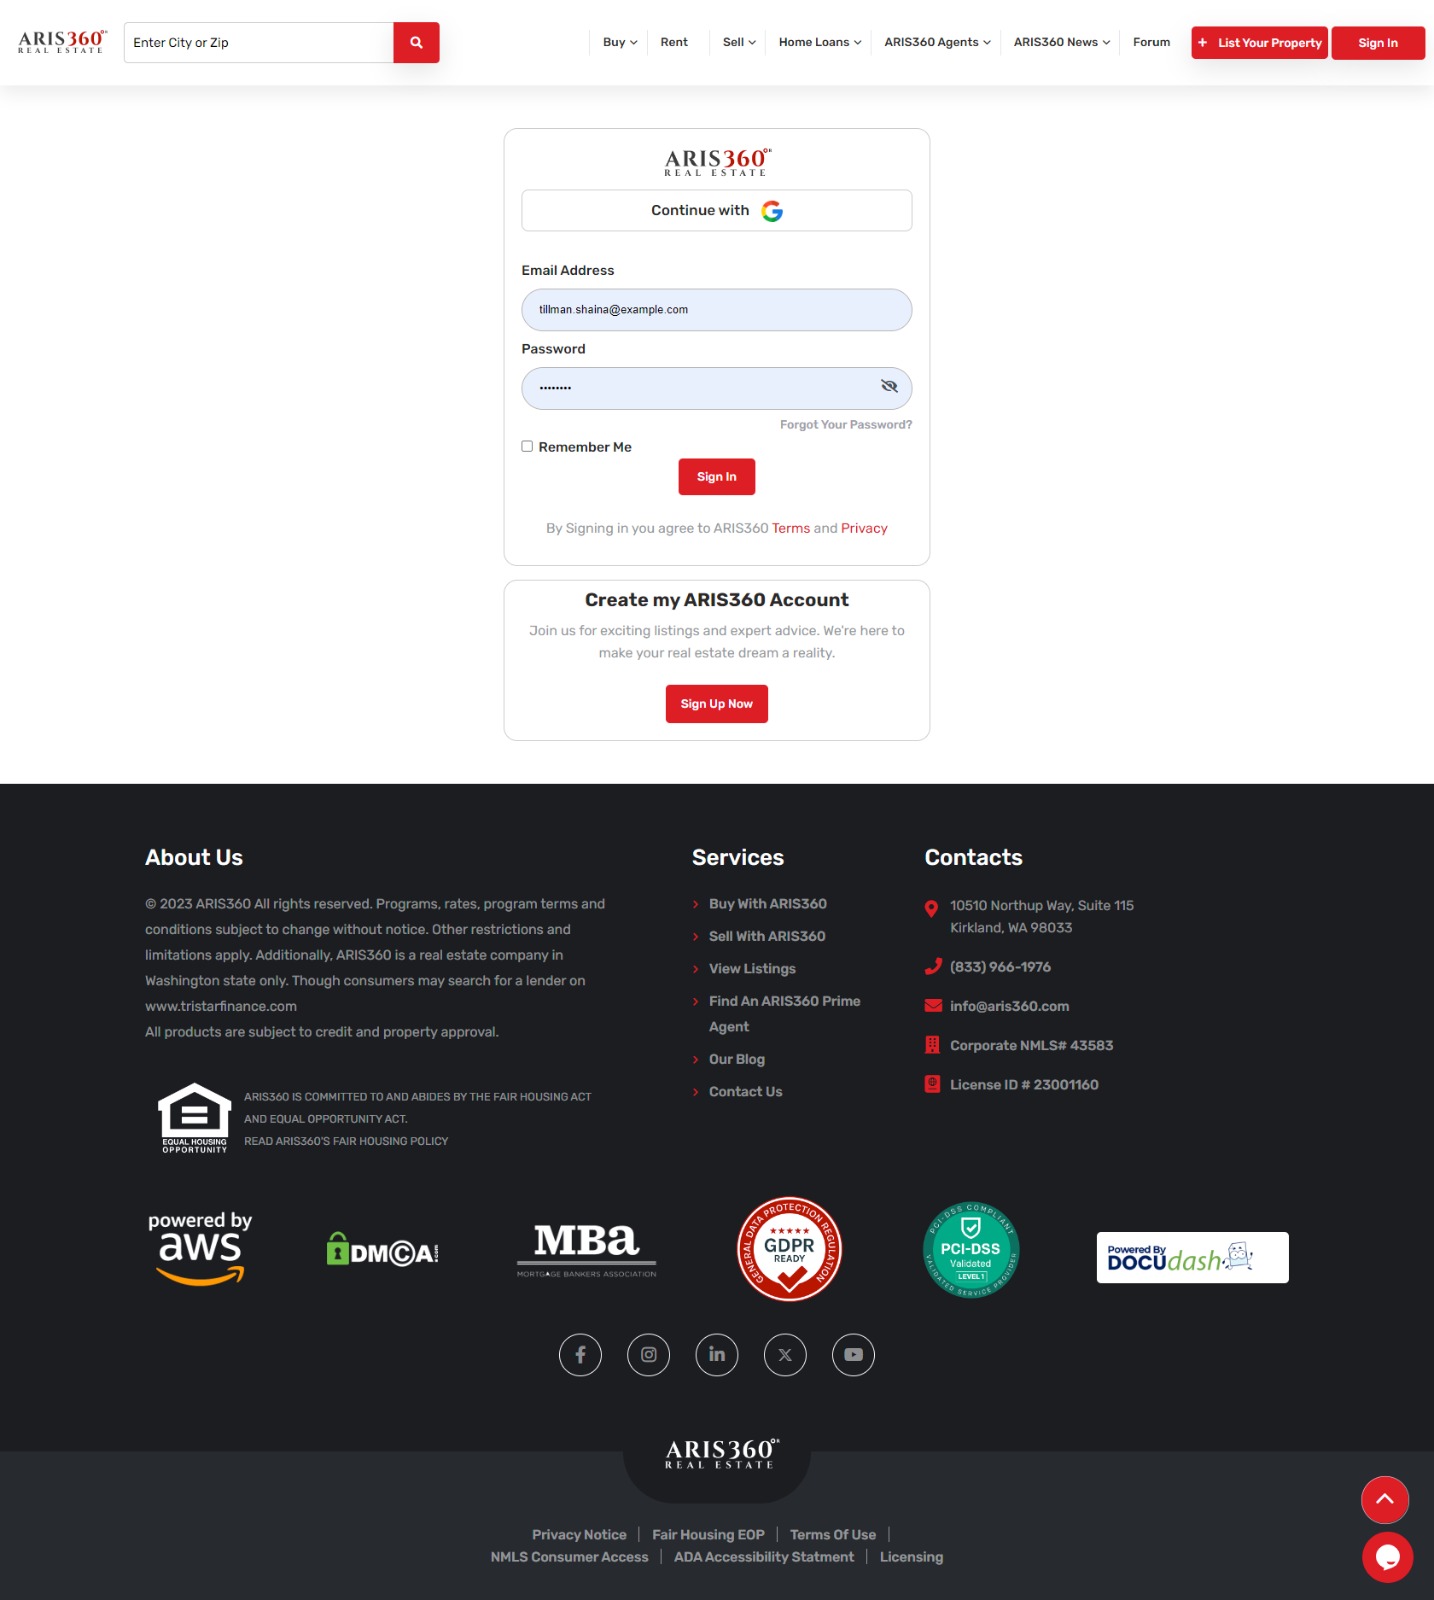 ARIS360
REAL ESTATE
Enter City or Zip
Buy
Rent
Sell
Home Loans
ARIS360 Agents
ARIS360 News
Forum
+ List Your Property
Sign In
ARIS360
REAL ESTATE
Continue with
Email Address
tillman.shaina@example.com
Password
••••••••
Forgot Your Password?
Remember Me
Sign In
By Signing in you agree to ARIS360 Terms and Privacy
Create my ARIS360 Account
Join us for exciting listings and expert advice. We're here to
make your real estate dream a reality.
Sign Up Now
About Us
© 2023 ARIS360 All rights reserved. Programs, rates, program terms and
conditions subject to change without notice. Other restrictions and
limitations apply. Additionally, ARIS360 is a real estate company in
Washington state only. Though consumers may search for a lender on
www.tristarfinance.com
All products are subject to credit and property approval.
EQUAL HOUSING
OPPORTUNITY
ARIS360 IS COMMITTED TO AND ABIDES BY THE FAIR HOUSING ACT
AND EQUAL OPPORTUNITY ACT.
READ ARIS360'S FAIR HOUSING POLICY
Services
Buy With ARIS360
Sell With ARIS360
View Listings
Find An ARIS360 Prime
Agent
Our Blog
Contact Us
Contacts
10510 Northup Way, Suite 115
Kirkland, WA 98033
(833) 966-1976
info@aris360.com
Corporate NMLS# 43583
License ID # 23001160
powered by
aws
DMCA.com
MBa
MORTGAGE BANKERS ASSOCIATION
GENERAL DATA PROTECTION REGULATION
GDPR
READY
PCI-DSS COMPLIANT
PCI-DSS
Validated
LEVEL 1
VALIDATED SERVICE PROVIDER
Powered By
DOCUdash
ARIS360
REAL ESTATE
Privacy Notice | Fair Housing EOP | Terms Of Use |
NMLS Consumer Access | ADA Accessibility Statment | Licensing